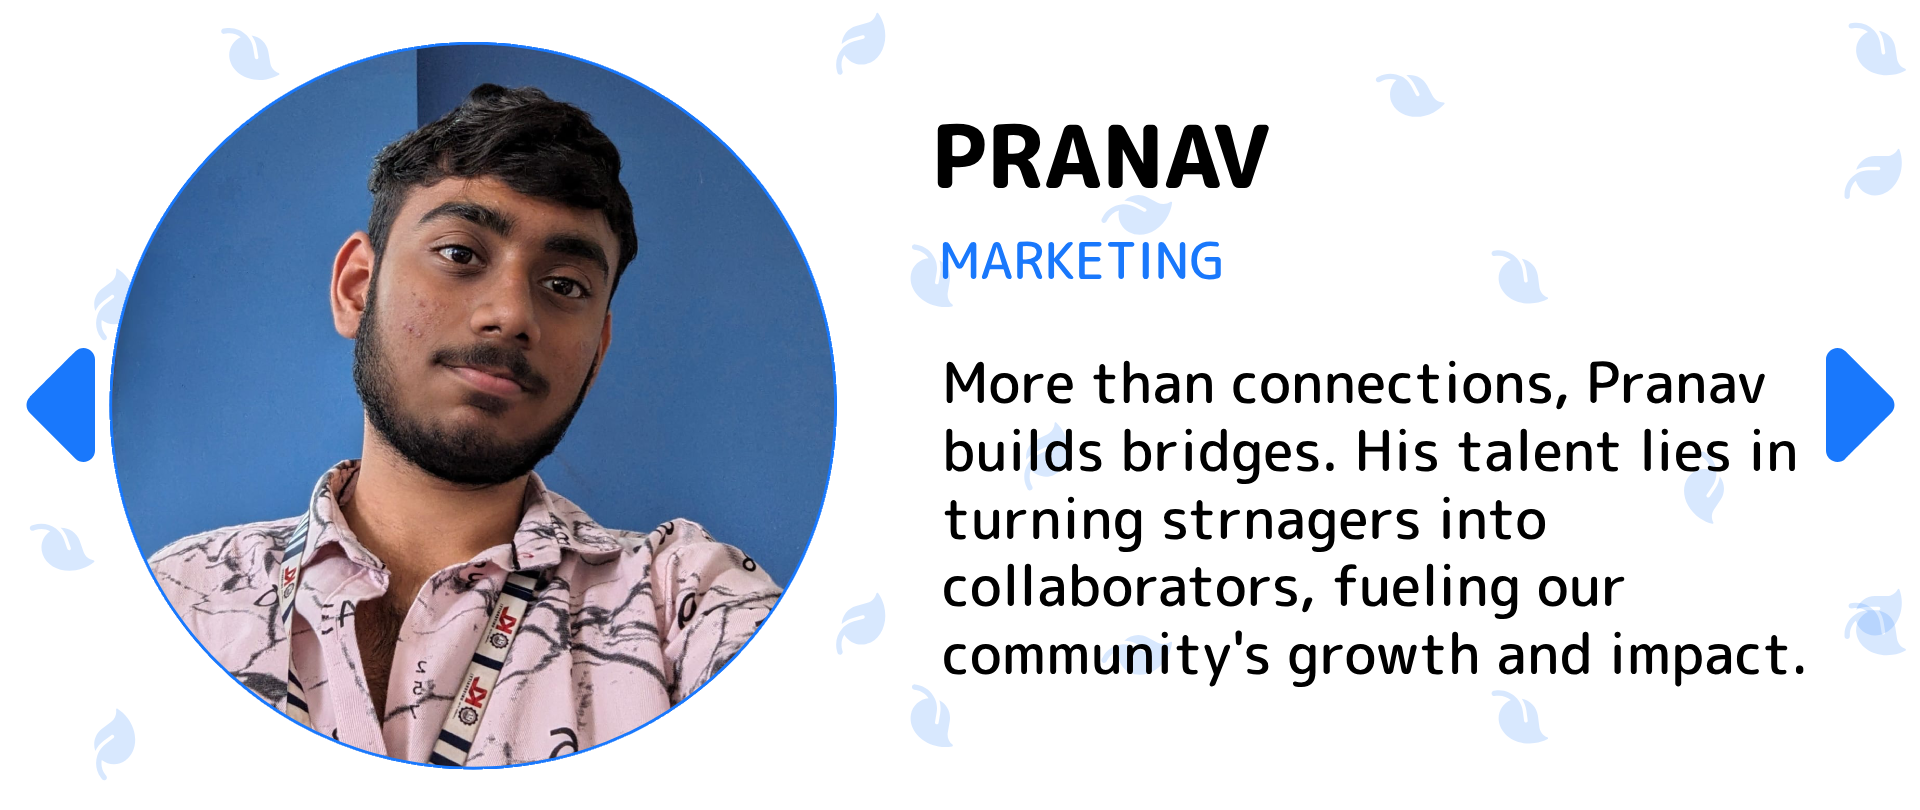 PRANAV
MARKETING
More than connections, Pranav
builds bridges. His talent lies in
turning strnagers into
collaborators, fueling our
community's growth and impact.